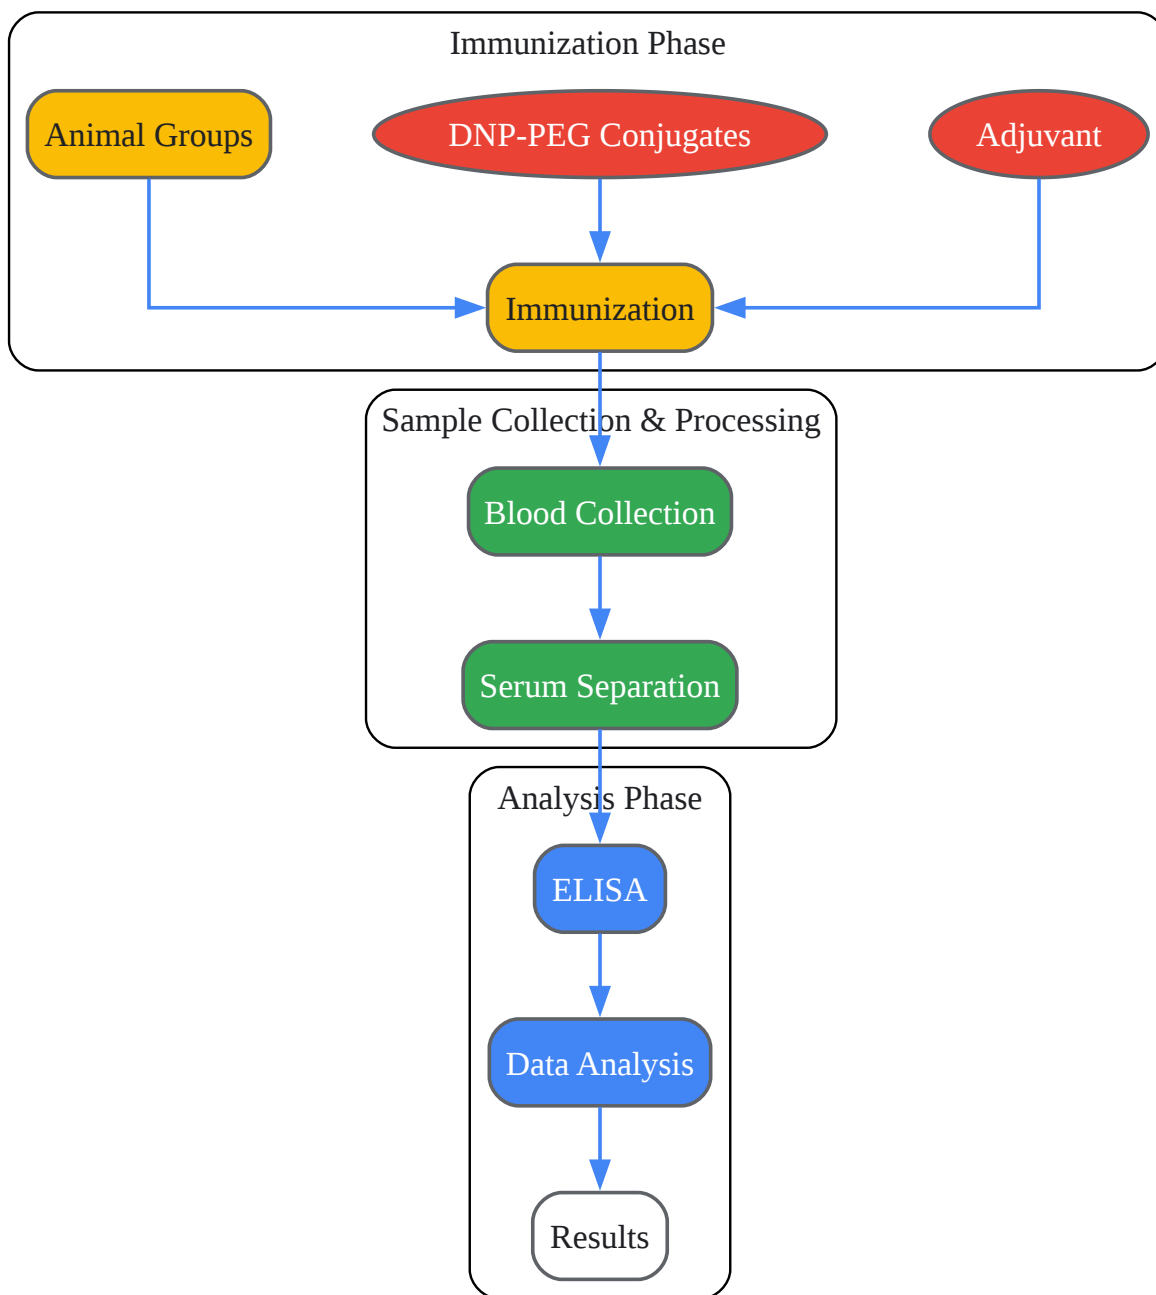 Immunization Phase
Animal Groups
DNP-PEG Conjugates
Adjuvant
Immunization
Sample Collection & Processing
Blood Collection
Serum Separation
Analysis Phase
ELISA
Data Analysis
Results